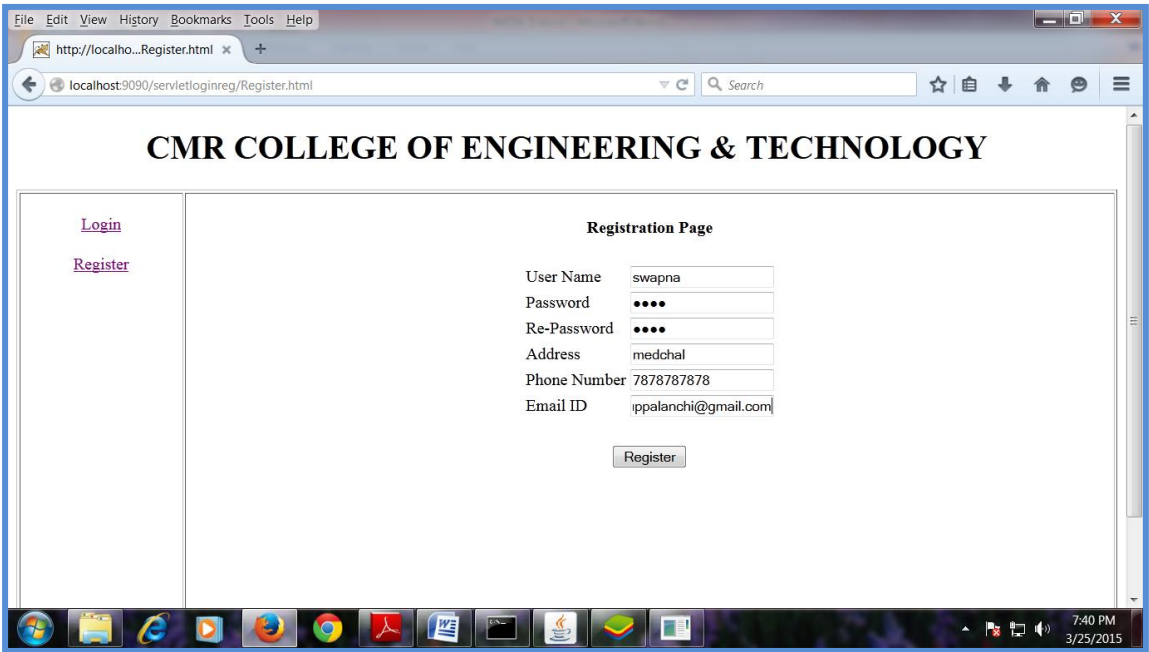 File Edit View History Bookmarks Tools Help
http://localho...Register.html × +
localhost:9090/servletloginreg/Register.html Search
CMR COLLEGE OF ENGINEERING & TECHNOLOGY
Login
Register
Registration Page
User Name swapna
Password ●●●●
Re-Password ●●●●
Address medchal
Phone Number 7878787878
Email ID ppalanchi@gmail.com
Register
7:40 PM
3/25/2015